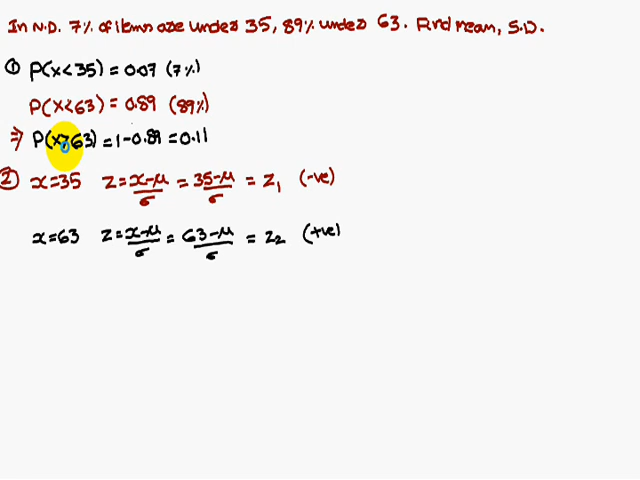 In N.D. 7% of items are under 35, 89% under 63. Find mean, S.D.
① P(x<35) = 0.07 (7%)
P(x<63) = 0.89 (89%)
⇒ P(x>63) = 1-0.89 = 0.11
② x=35 z = x-μ/σ = 35-μ/σ = z₁ (-ve)
x=63 z = x-μ/σ = 63-μ/σ = z₂ (+ve)